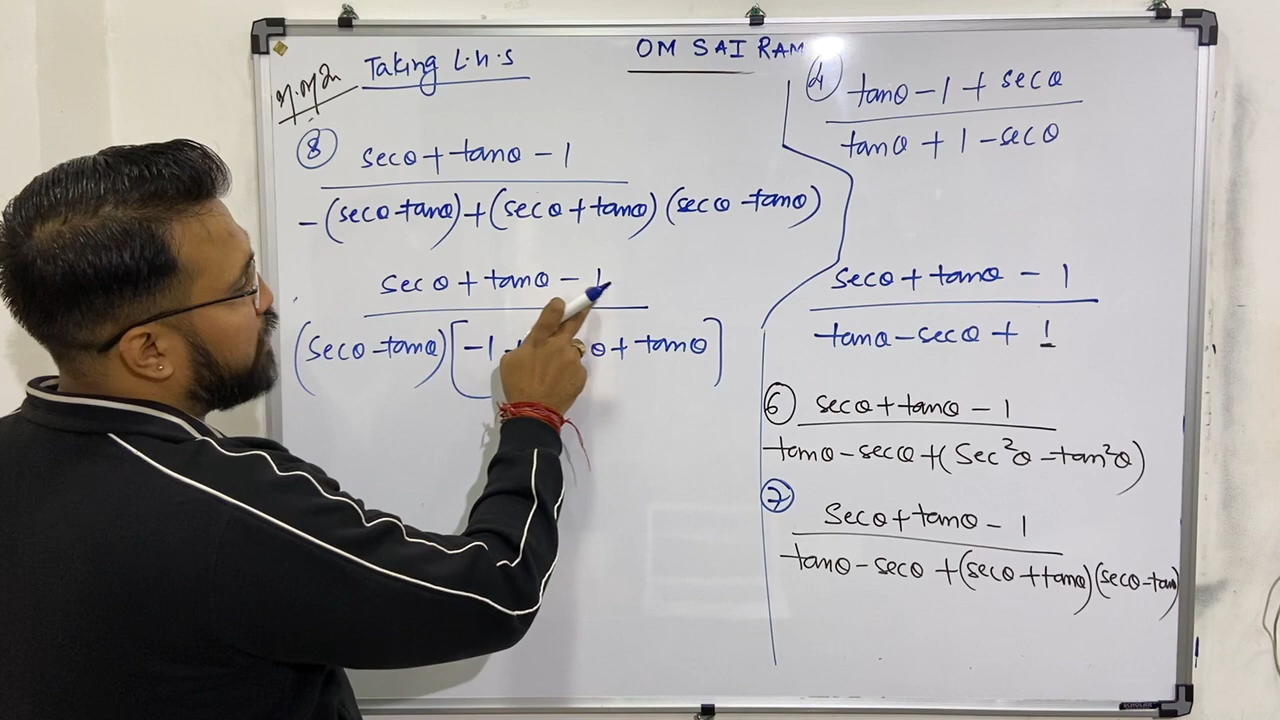 OM SAI RAM
Taking L.H.S
⑧ secθ + tanθ - 1
-(secθ-tanθ)+(secθ+tanθ)(secθ-tanθ)
secθ + tanθ - 1
(secθ-tanθ)[-1 θ + tanθ]
④ tanθ - 1 + secθ
tanθ + 1 - secθ
secθ + tanθ - 1
tanθ - secθ + 1
⑥ secθ + tanθ - 1
tanθ - secθ + (Sec²θ - tan²θ)
⑦ Secθ + tanθ - 1
tanθ - secθ + (secθ + tanθ)(secθ - tan